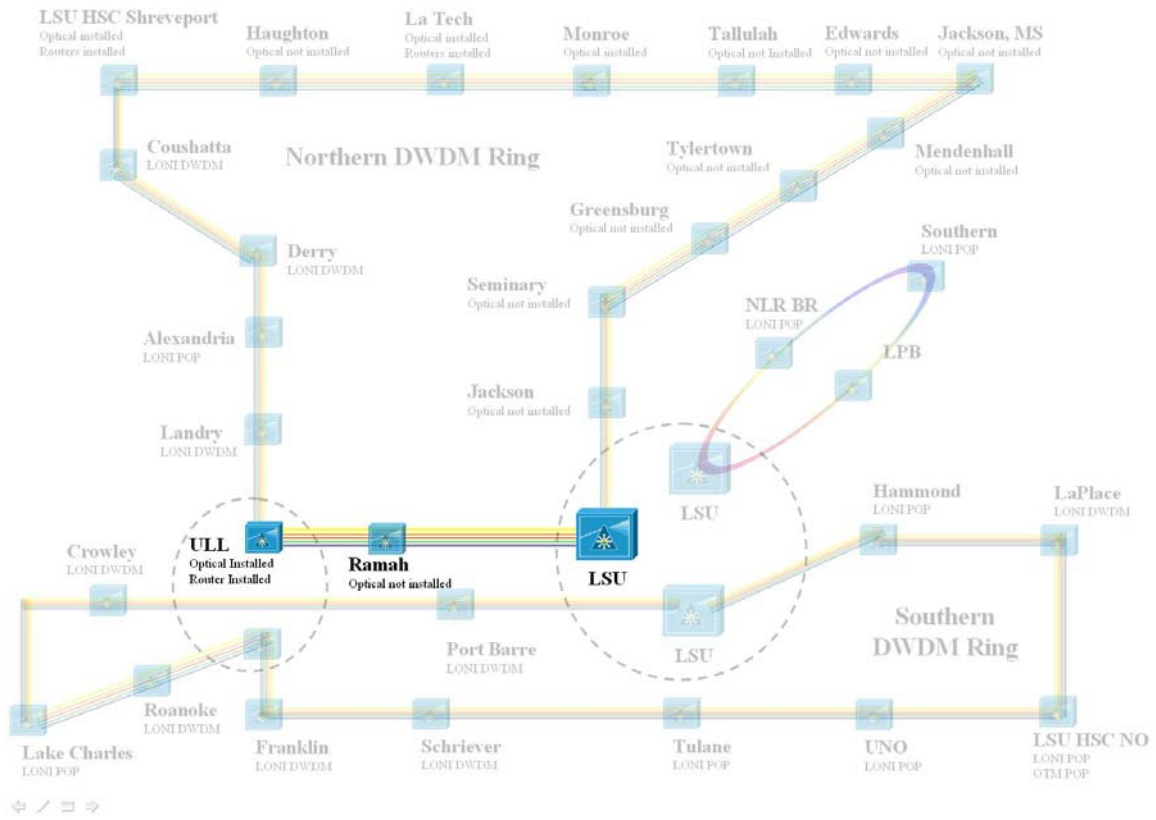 LSU HSC Shreveport
Optical installed
Routers installed
Haughton
Optical not installed
La Tech
Optical installed
Routers installed
Monroe
Optical not installed
Tallulah
Optical not Installed
Edwards
Optical not installed
Jackson, MS
Optical not installed
Coushatta
LONI DWDM
Northern DWDM Ring
Tylertown
Optical not installed
Mendenhall
Optical not installed
Greensburg
Optical not installed
Southern
LONI POP
Derry
LONI DWDM
Seminary
Optical not installed
NLR BR
LONI POP
Alexandria
LONI POP
LPB
Jackson
Optical not installed
Landry
LONI DWDM
LSU
Hammond
LONI POP
LaPlace
LONI DWDM
Crowley
LONI DWDM
ULL
Optical Installed
Router Installed
Ramah
Optical not installed
LSU
Southern
DWDM Ring
Port Barre
LONI DWDM
LSU
Roanoke
LONI DWDM
Lake Charles
LONI POP
Franklin
LONI DWDM
Schriever
LONI DWDM
Tulane
LONI POP
UNO
LONI POP
LSU HSC NO
LONI POP
OTM POP